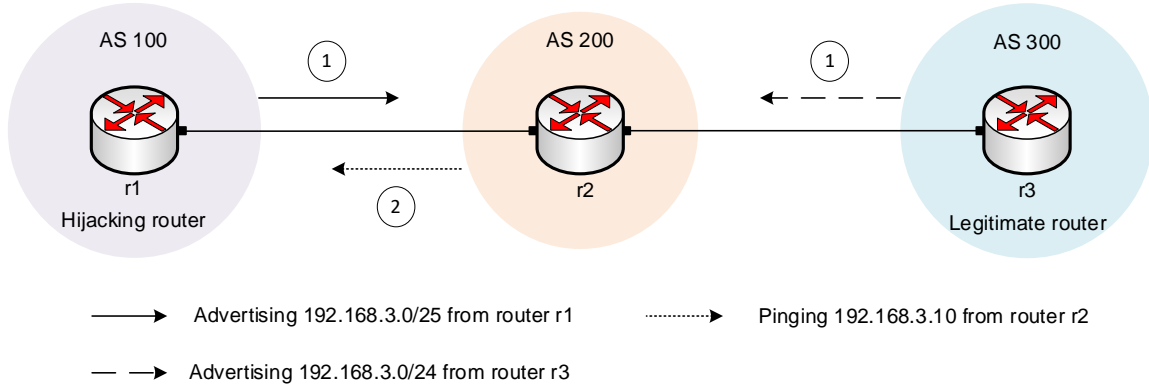 AS 100
AS 200
AS 300
1
1
2
r1
r2
r3
Hijacking router
Legitimate router
Advertising 192.168.3.0/25 from router r1
Pinging 192.168.3.10 from router r2
Advertising 192.168.3.0/24 from router r3